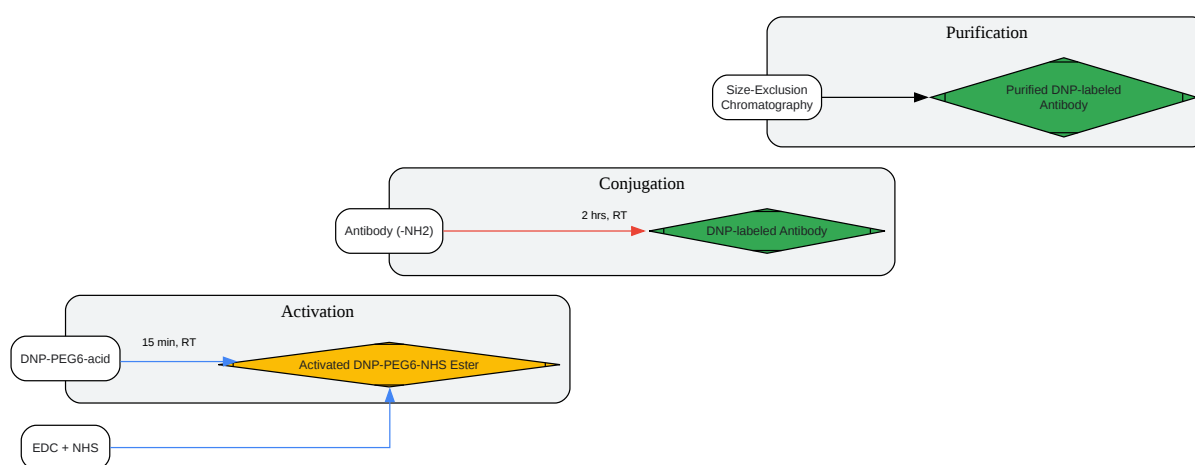 Purification
Size-Exclusion
Chromatography
Purified DNP-labeled
Antibody
Conjugation
Antibody (-NH2)
2 hrs, RT
DNP-labeled Antibody
Activation
DNP-PEG6-acid
15 min, RT
Activated DNP-PEG6-NHS Ester
EDC + NHS